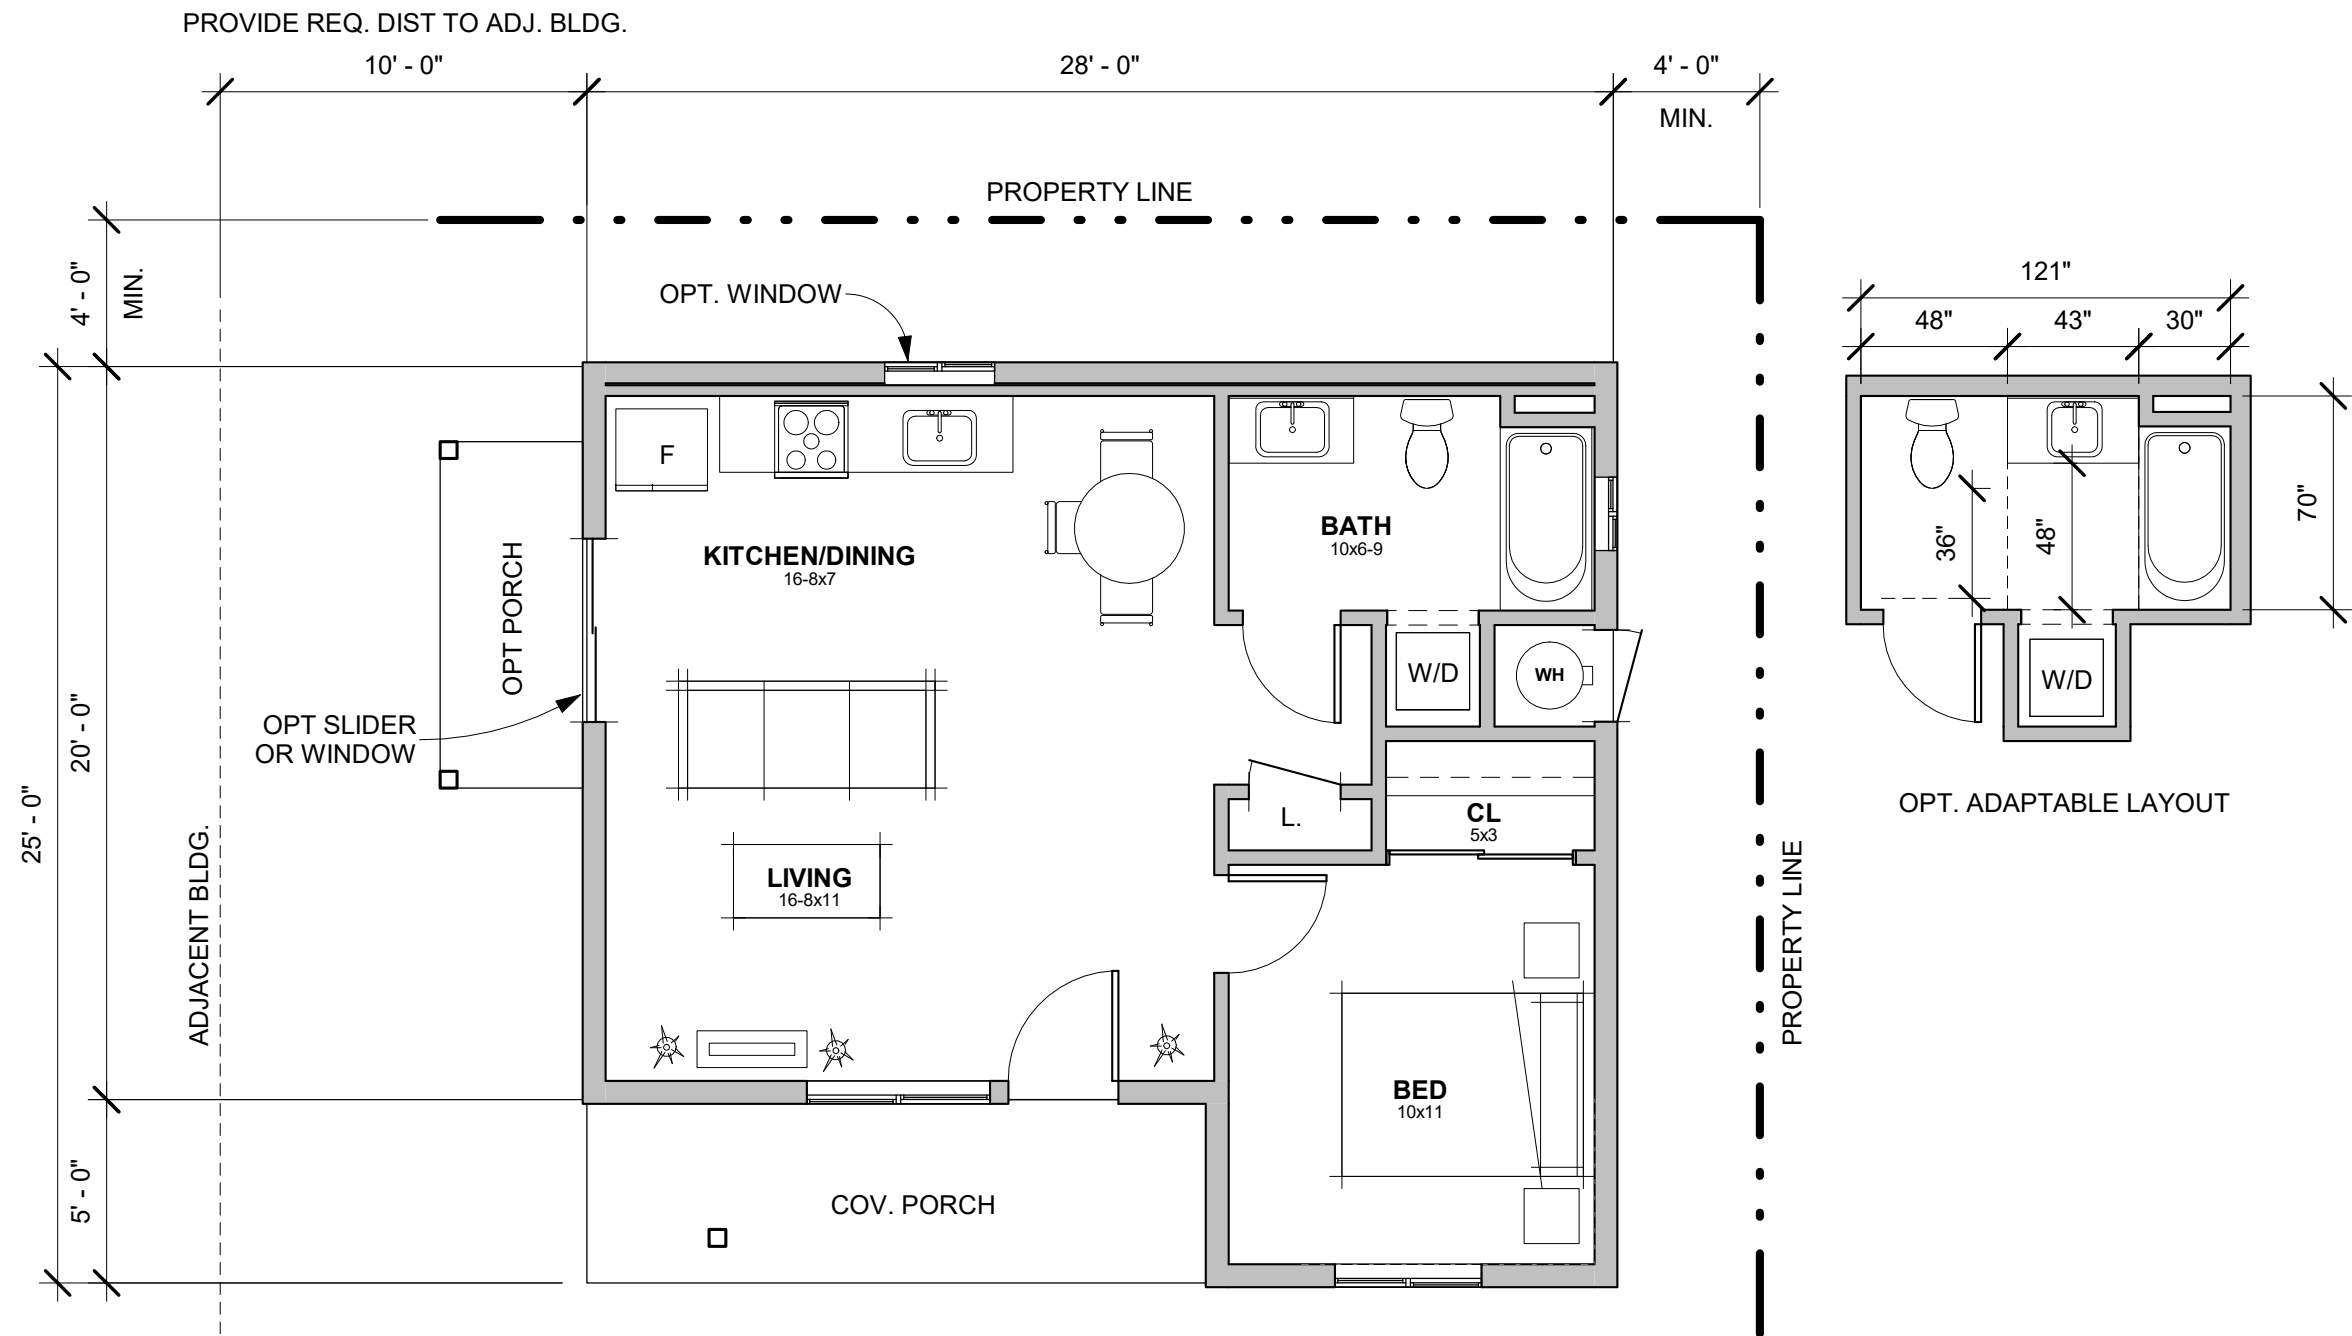 PROVIDE REQ. DIST TO ADJ. BLDG.
10' - 0"
28' - 0"
4' - 0"
MIN.
PROPERTY LINE
4' - 0"
MIN.
OPT. WINDOW
F
KITCHEN/DINING
16-8x7
BATH
10x6-9
OPT PORCH
OPT SLIDER
OR WINDOW
W/D
WH
L.
CL
5x3
LIVING
16-8x11
BED
10x11
COV. PORCH
25' - 0"
20' - 0"
5' - 0"
ADJACENT BLDG.
PROPERTY LINE
121"
48"
43"
30"
36"
48"
70"
W/D
OPT. ADAPTABLE LAYOUT